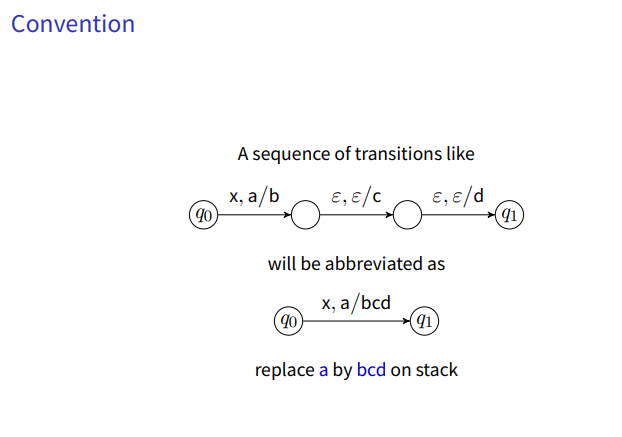 Convention
A sequence of transitions like
x, a/b ε, ε/c ε, ε/d
q0 q1
will be abbreviated as
x, a/bcd
q0 q1
replace a by bcd on stack